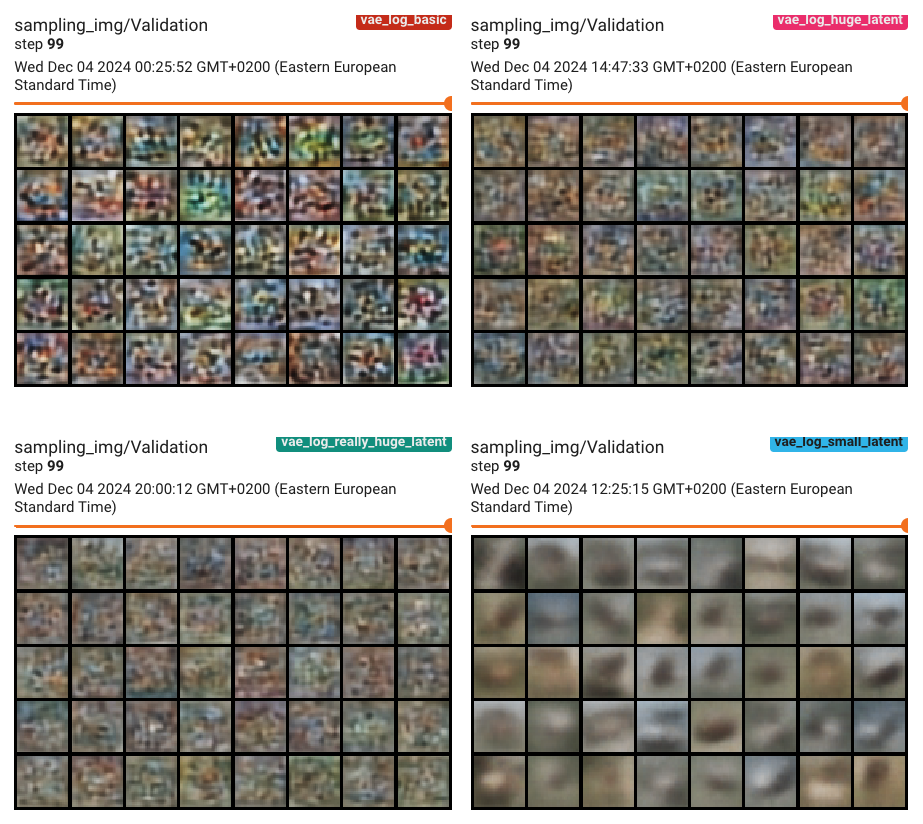 sampling_img/Validation
vae_log_basic
step 99
Wed Dec 04 2024 00:25:52 GMT+0200 (Eastern European
Standard Time)
sampling_img/Validation
vae_log_huge_latent
step 99
Wed Dec 04 2024 14:47:33 GMT+0200 (Eastern European
Standard Time)
sampling_img/Validation
vae_log_really_huge_latent
step 99
Wed Dec 04 2024 20:00:12 GMT+0200 (Eastern European
Standard Time)
sampling_img/Validation
vae_log_small_latent
step 99
Wed Dec 04 2024 12:25:15 GMT+0200 (Eastern European
Standard Time)